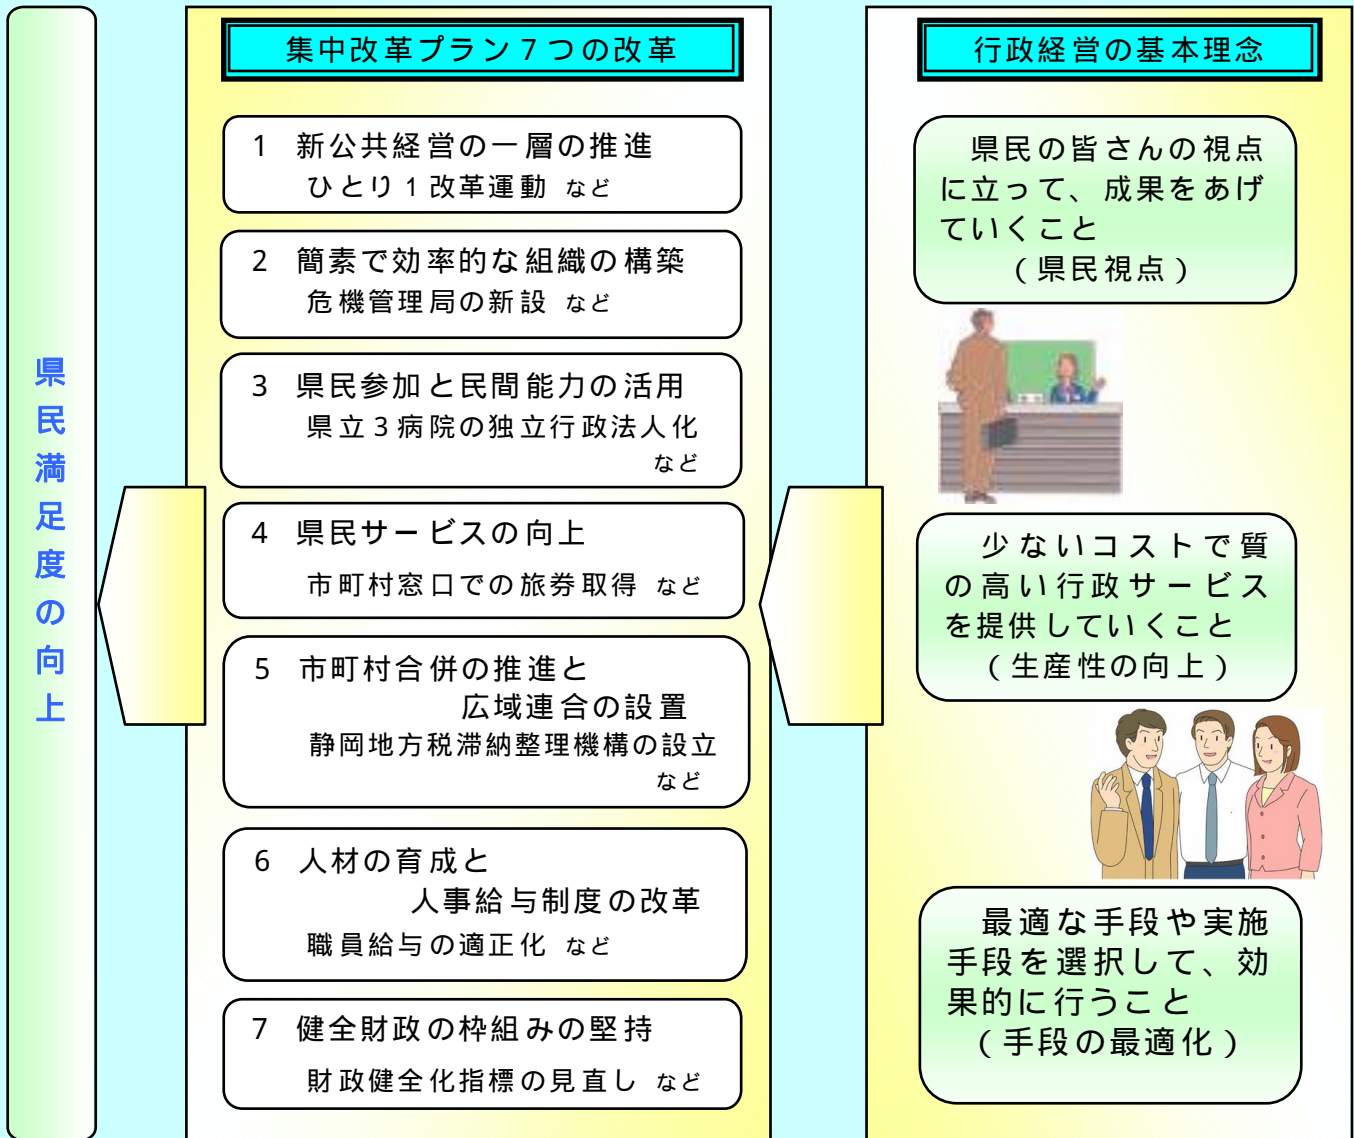 県民満足度の向上
集中改革プラン7つの改革
1 新公共経営の一層の推進
ひとり1改革運動 など
2 簡素で効率的な組織の構築
危機管理局の新設 など
3 県民参加と民間能力の活用
県立3病院の独立行政法人化
など
4 県民サービスの向上
市町村窓口での旅券取得 など
5 市町村合併の推進と
広域連合の設置
静岡地方税滞納整理機構の設立
など
6 人材の育成と
人事給与制度の改革
職員給与の適正化 など
7 健全財政の枠組みの堅持
財政健全化指標の見直し など
行政経営の基本理念
県民の皆さんの視点
に立って、成果をあげ
ていくこと
(県民視点)
少ないコストで質
の高い行政サービス
を提供していくこと
(生産性の向上)
最適な手段や実施
手段を選択して、効
果的に行うこと
(手段の最適化)